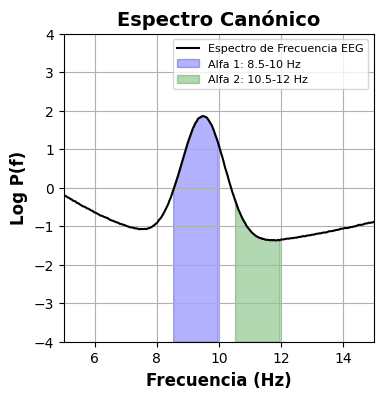 Espectro Canónico
Espectro de Frecuencia EEG
Alfa 1: 8.5-10 Hz
Alfa 2: 10.5-12 Hz
4
3
2
1
0
−1
−2
−3
−4
Log P(f)
6 8 10 12 14
Frecuencia (Hz)